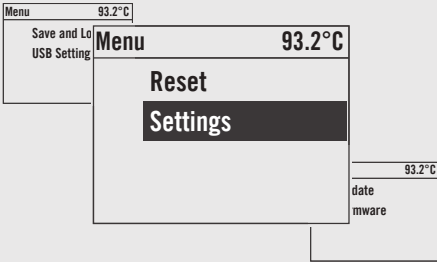 Menu 93.2°C
Save and Lo
USB Setting
Menu 93.2°C
Reset
Settings
93.2°C
date
mware